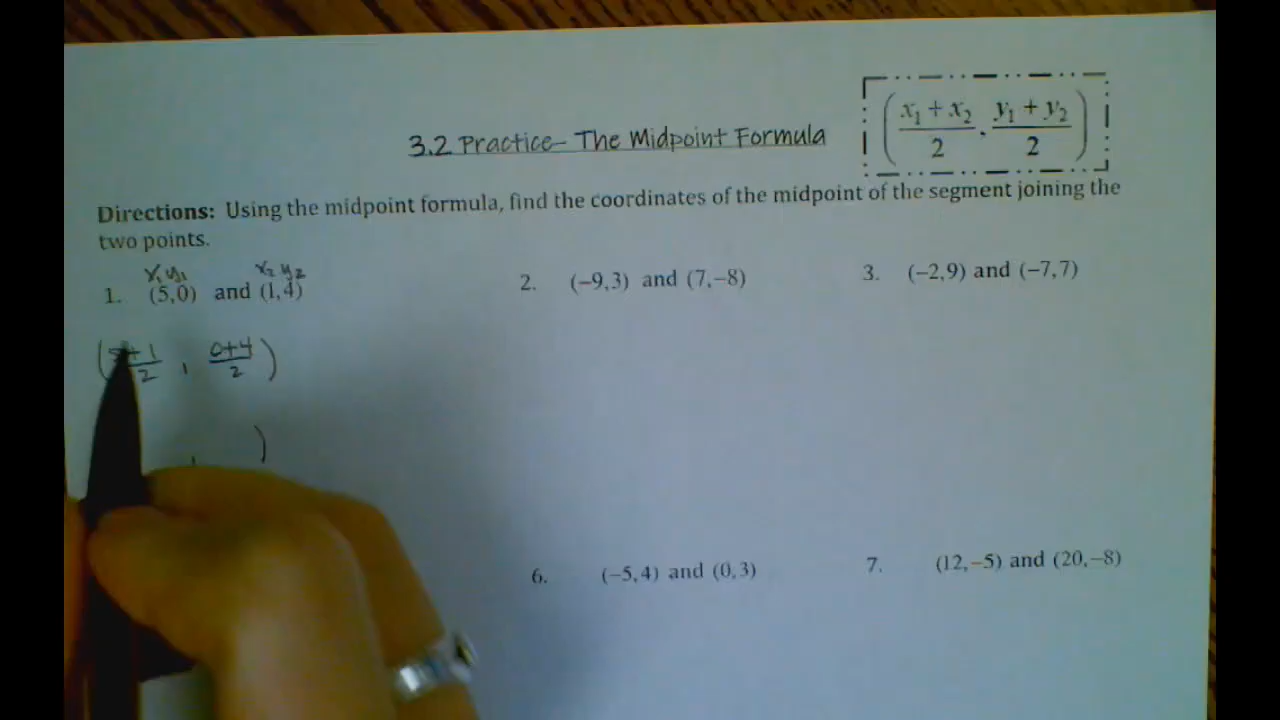 3.2 Practice– The Midpoint Formula
(x₁ + x₂ / 2, y₁ + y₂ / 2)
Directions: Using the midpoint formula, find the coordinates of the midpoint of the segment joining the
two points.
x₁ y₁ x₂ y₂
1. (5,0) and (1,4)
2. (−9,3) and (7,−8)
3. (−2,9) and (−7,7)
(5+1 / 2, 0+4 / 2)
, )
6. (−5,4) and (0,3)
7. (12,−5) and (20,−8)